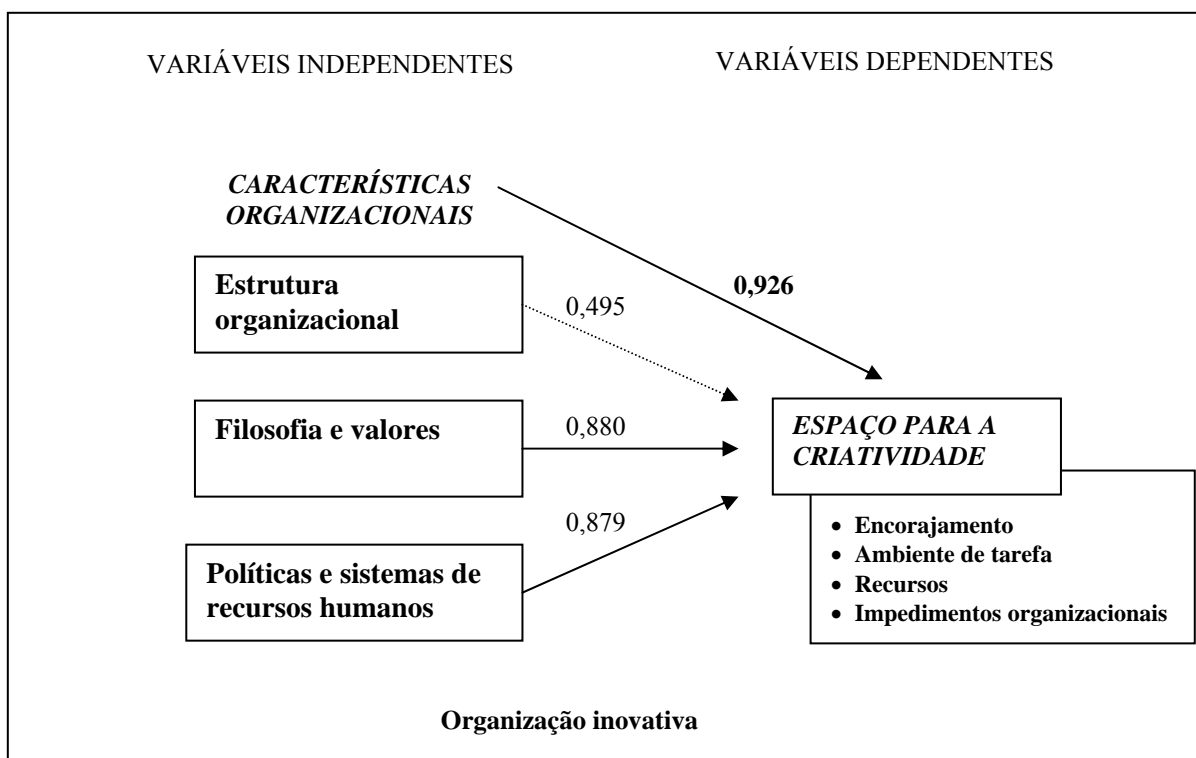 VARIÁVEIS INDEPENDENTES
VARIÁVEIS DEPENDENTES
CARACTERÍSTICAS
ORGANIZACIONAIS
Estrutura
organizacional
0,926
0,495
Filosofia e valores
0,880
ESPAÇO PARA A
CRIATIVIDADE
0,879
Políticas e sistemas de
recursos humanos
• Encorajamento
• Ambiente de tarefa
• Recursos
• Impedimentos organizacionais
Organização inovativa